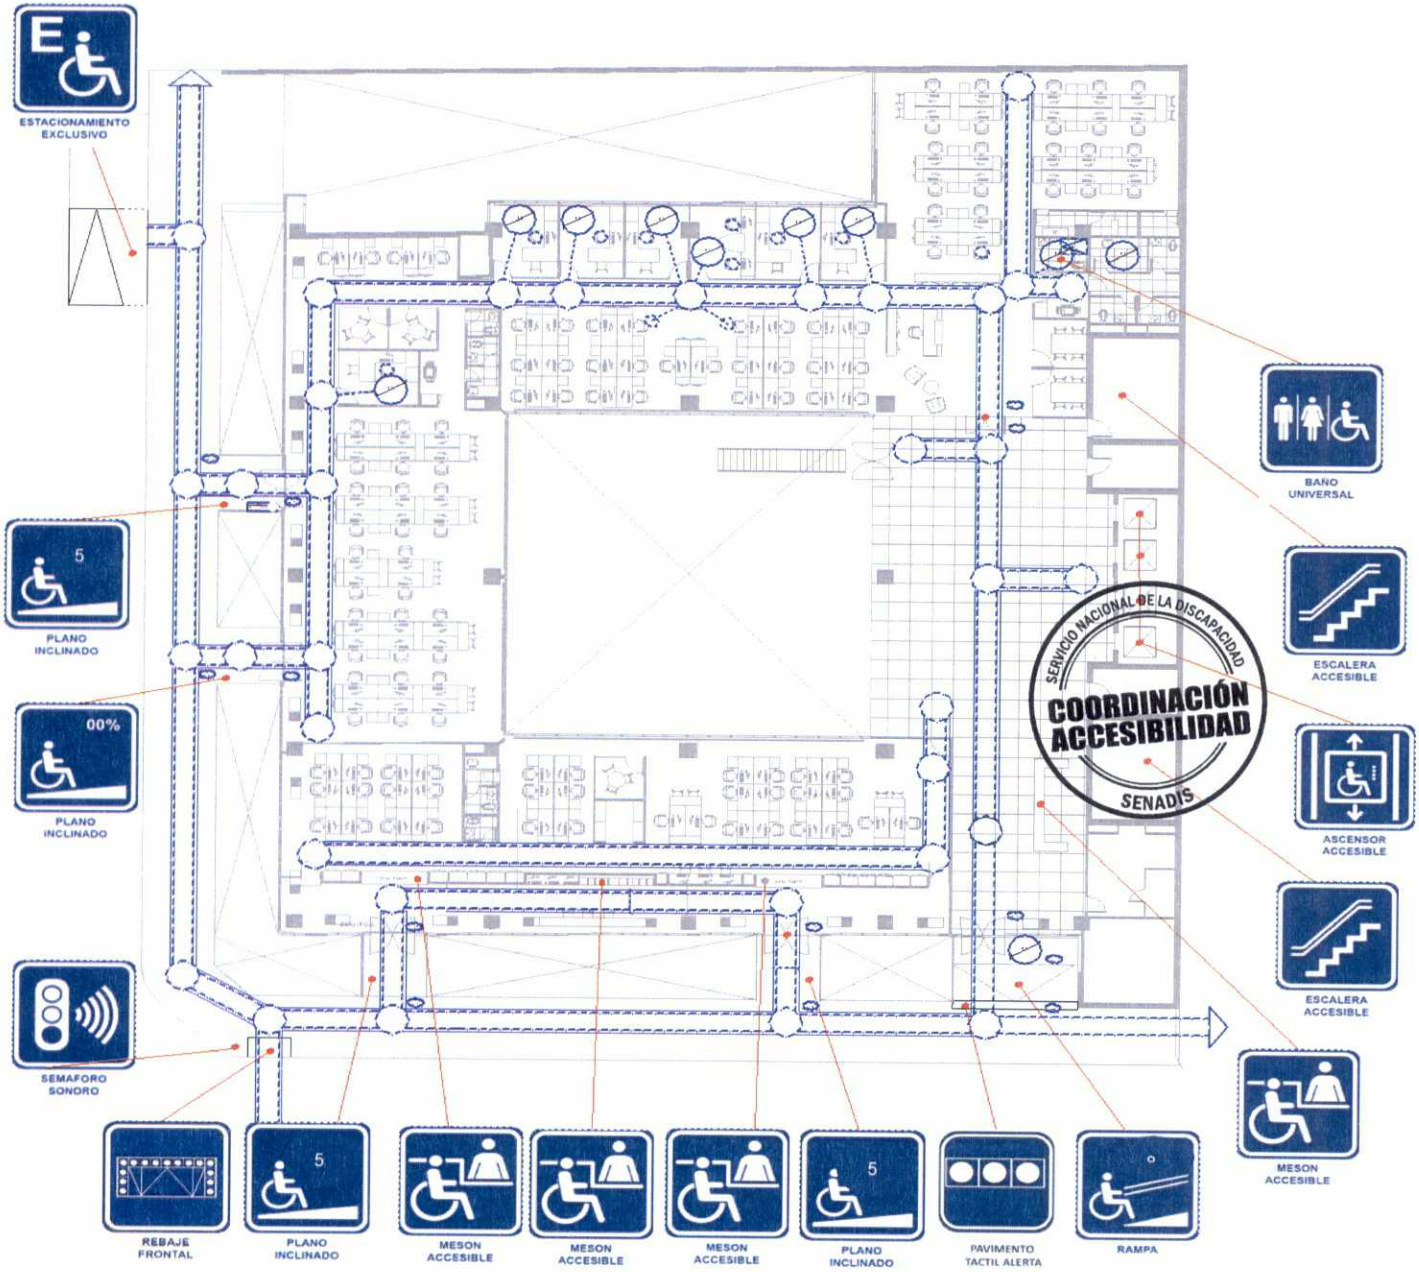 E
ESTACIONAMIENTO
EXCLUSIVO
5
PLANO
INCLINADO
00%
PLANO
INCLINADO
SEMAFORO
SONORO
REBAJE
FRONTAL
5
PLANO
INCLINADO
MESON
ACCESIBLE
MESON
ACCESIBLE
MESON
ACCESIBLE
5
PLANO
INCLINADO
PAVIMENTO
TACTIL ALERTA
RAMPA
MESON
ACCESIBLE
ESCALERA
ACCESIBLE
ASCENSOR
ACCESIBLE
ESCALERA
ACCESIBLE
BAÑO
UNIVERSAL
SERVICIO NACIONAL DE LA DISCAPACIDAD
COORDINACIÓN
ACCESIBILIDAD
SENADIS